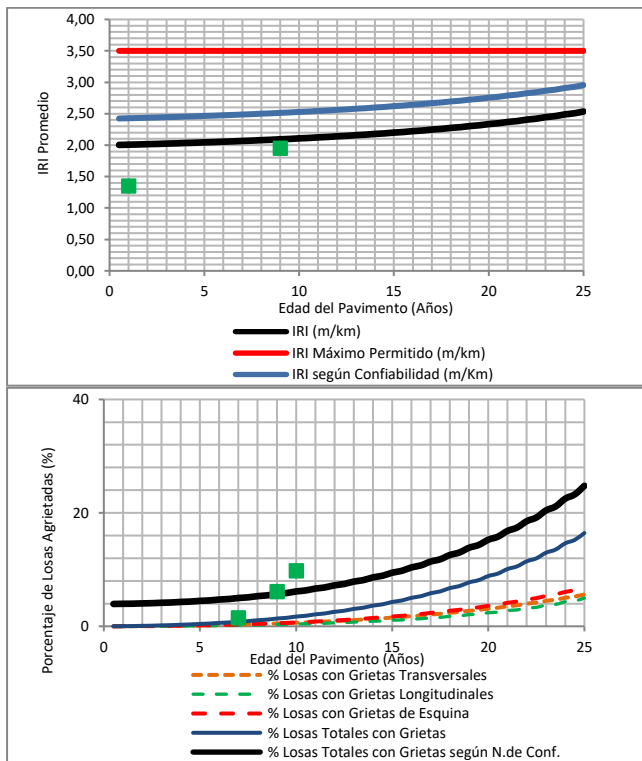 4,00
3,50
3,00
2,50
2,00
1,50
1,00
0,50
0,00
IRI Promedio
0 5 10 15 20 25
Edad del Pavimento (Años)
IRI (m/km)
IRI Máximo Permitido (m/km)
IRI según Confiabilidad (m/Km)
40
20
0
Porcentaje de Losas Agrietadas (%)
0 5 10 15 20 25
Edad del Pavimento (Años)
% Losas con Grietas Transversales
% Losas con Grietas Longitudinales
% Losas con Grietas de Esquina
% Losas Totales con Grietas
% Losas Totales con Grietas según N.de Conf.